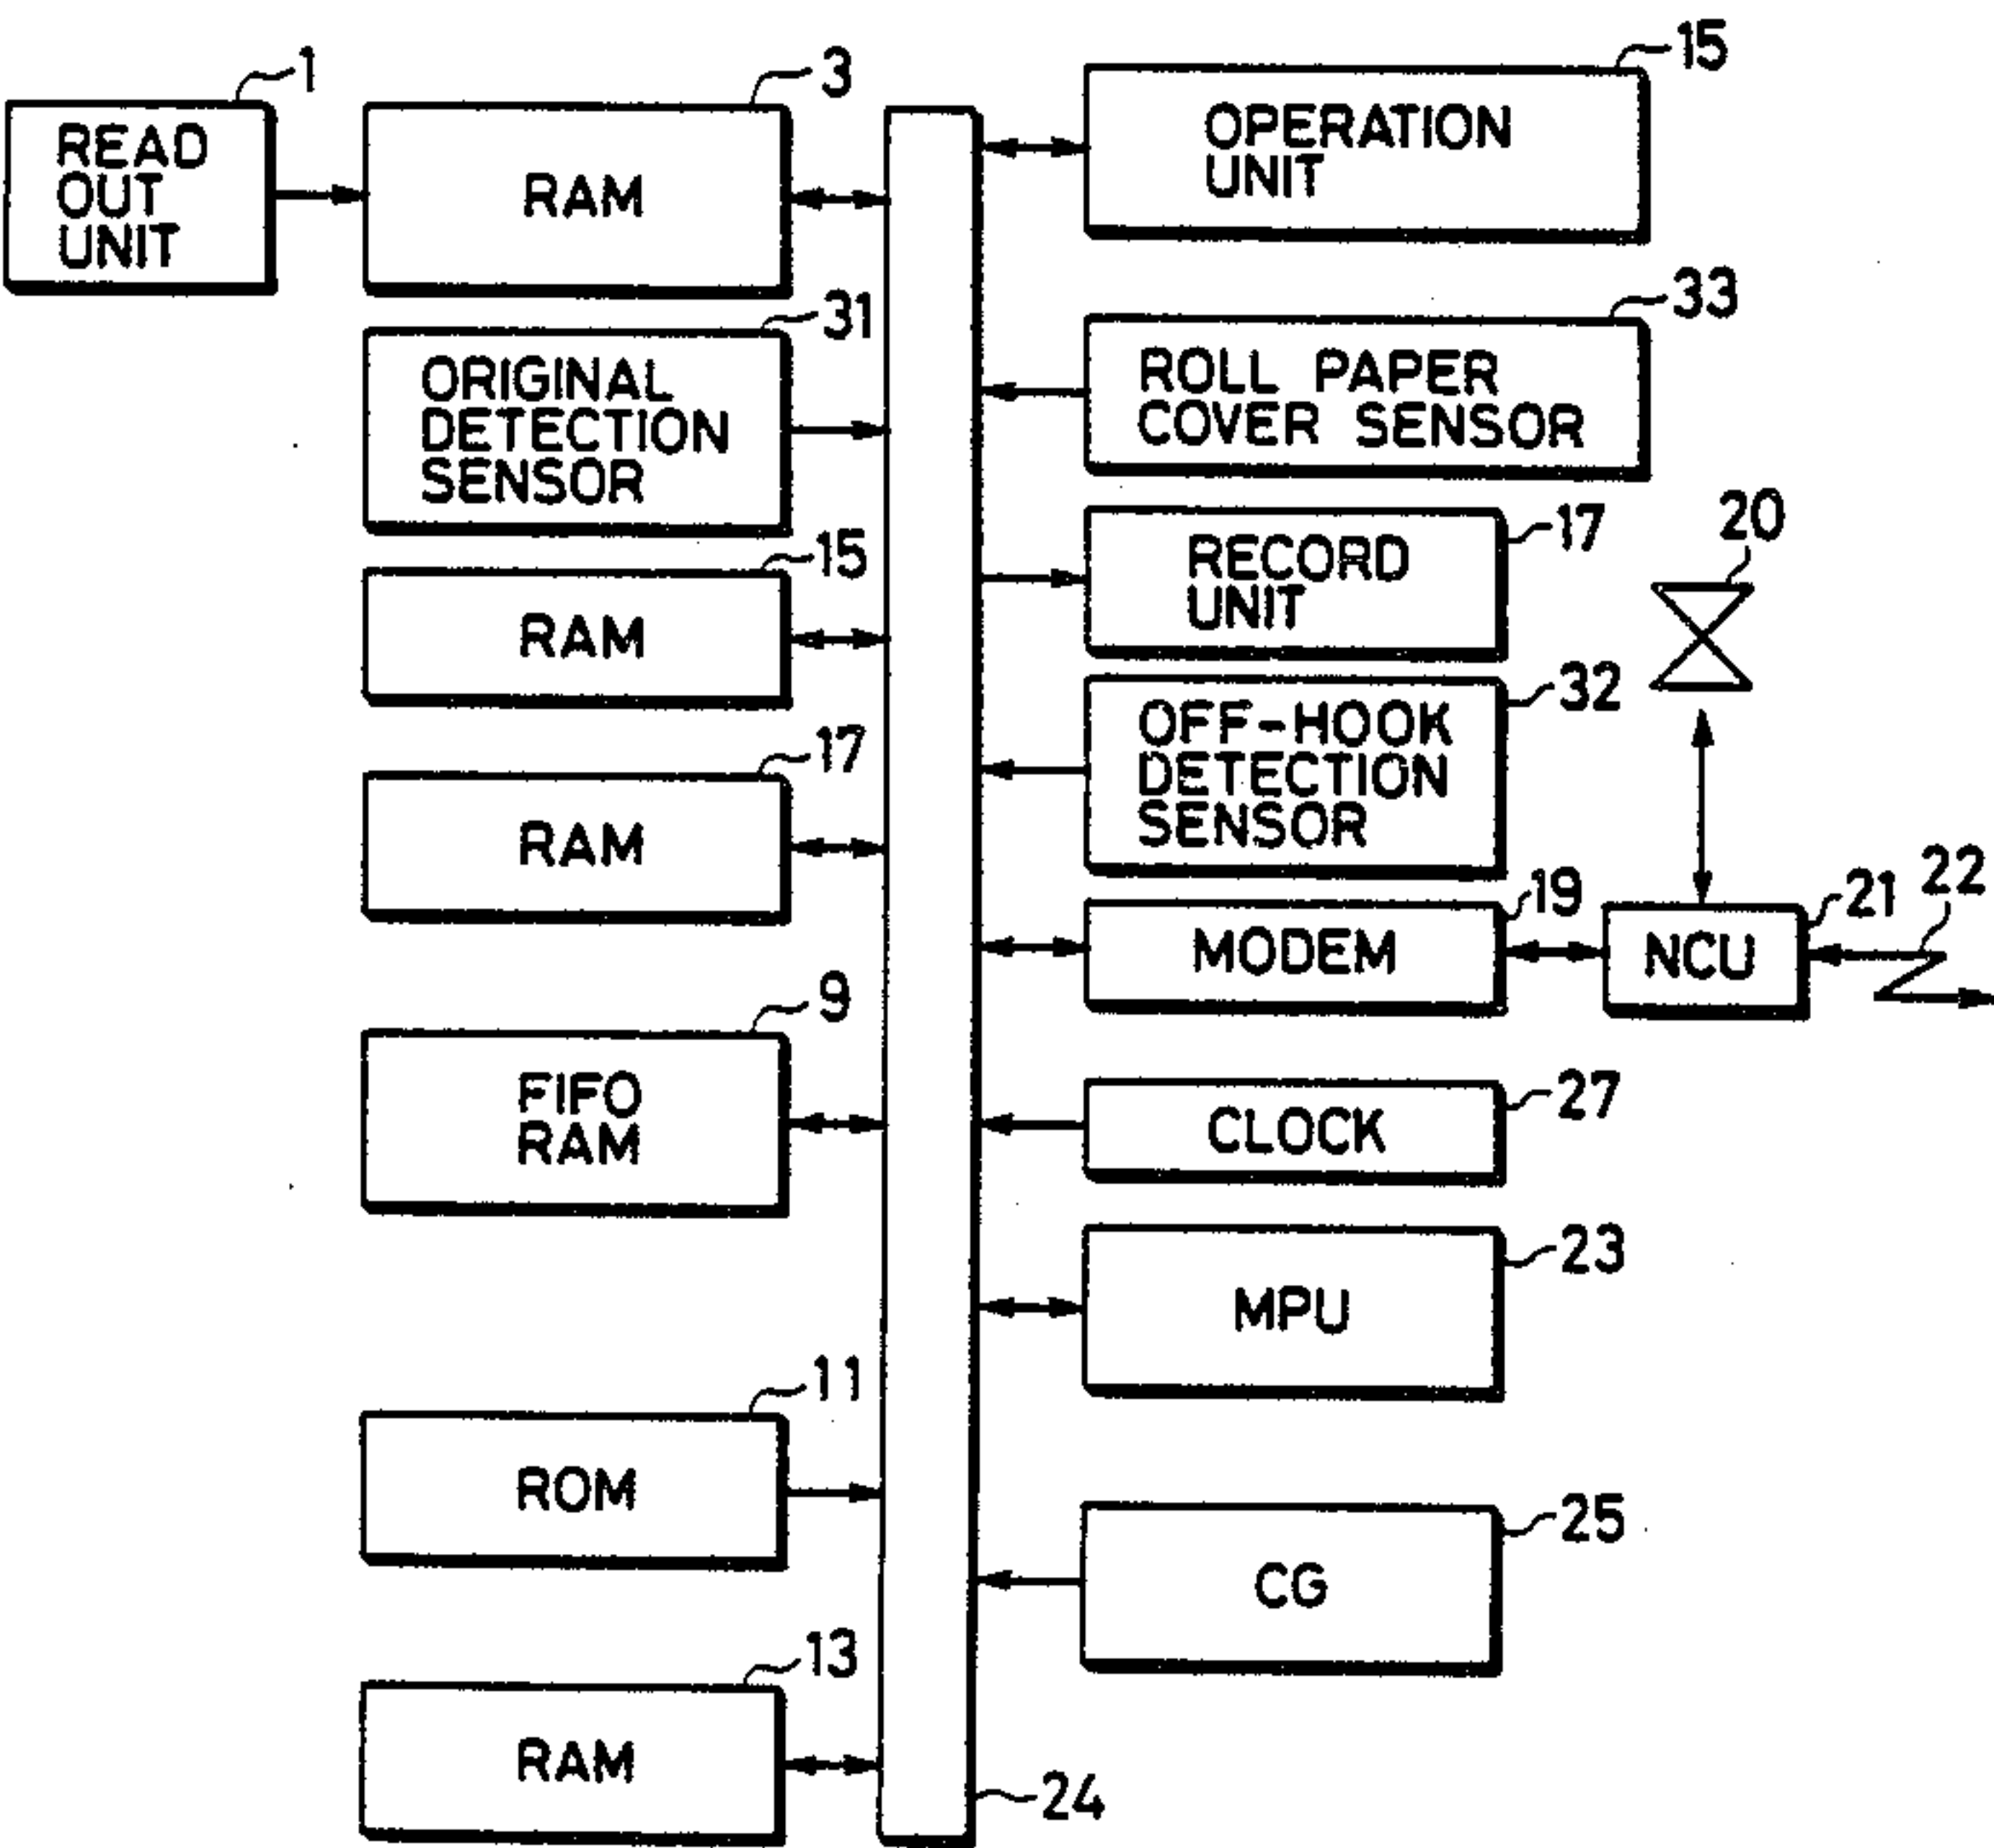 1
READ
OUT
UNIT
3
RAM
31
ORIGINAL
DETECTION
SENSOR
15
RAM
17
RAM
9
FIFO
RAM
11
ROM
13
RAM
24
15
OPERATION
UNIT
33
ROLL PAPER
COVER SENSOR
17
RECORD
UNIT
20
32
OFF-HOOK
DETECTION
SENSOR
19
MODEM
21
NCU
22
27
CLOCK
23
MPU
25
CG